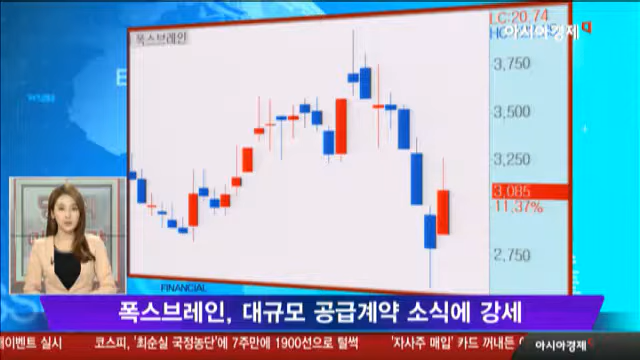 LC:20.74
아시아경제
폭스브레인
3,750
3,500
3,250
3,085
11.37%
2,750
FINANCIAL
폭스브레인, 대규모 공급계약 소식에 강세
이벤트 실시 코스피, '최순실 국정농단'에 7주만에 1900선으로 털썩 '자사주 매입' 카드 꺼내든 아시아경제